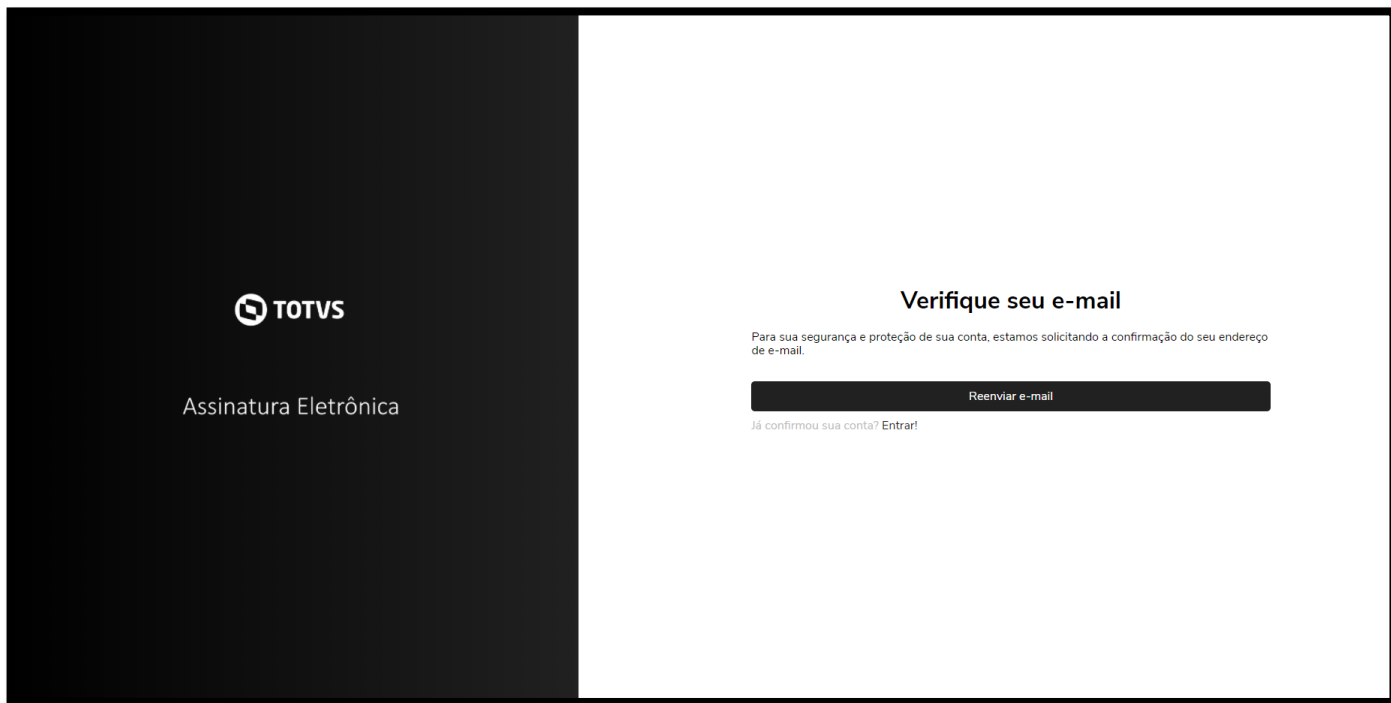 TOTVS
Assinatura Eletrônica
Verifique seu e-mail
Para sua segurança e proteção de sua conta, estamos solicitando a confirmação do seu endereço
de e-mail.
Reenviar e-mail
Já confirmou sua conta? Entrar!